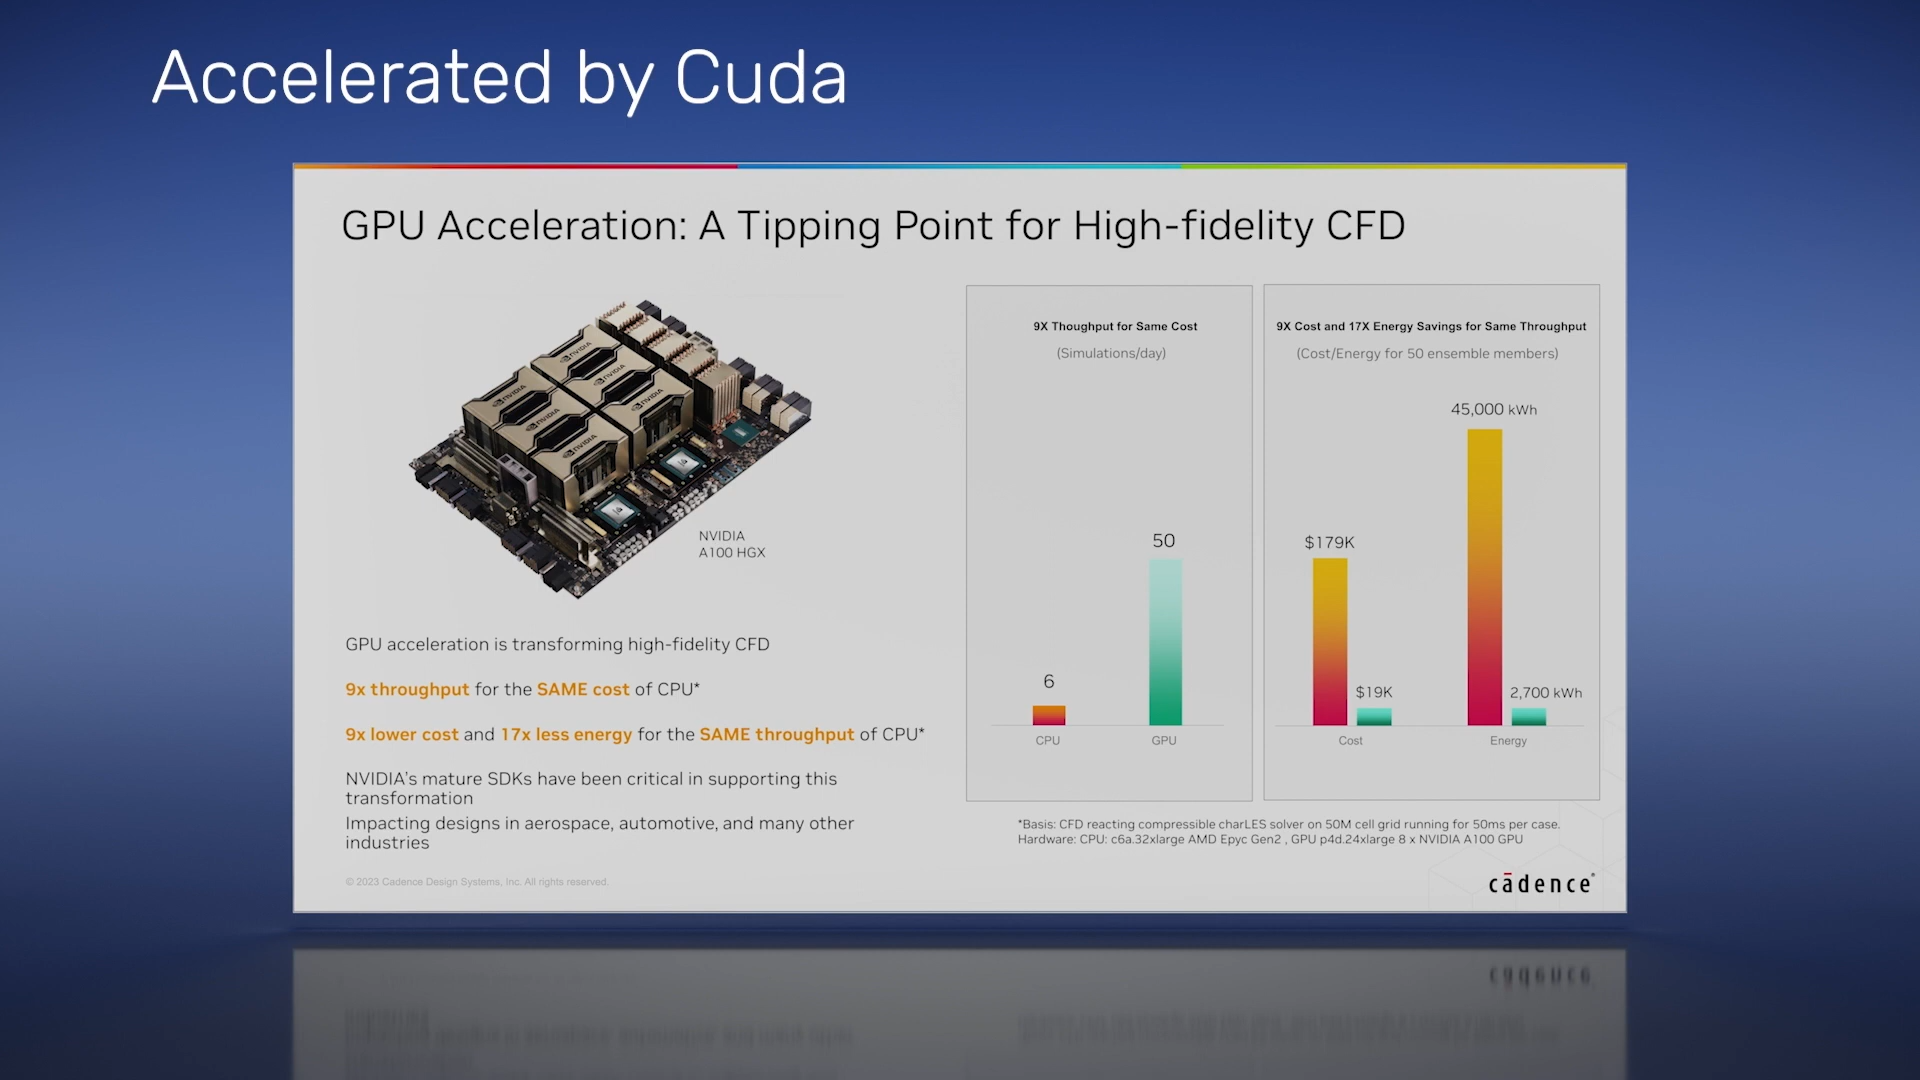 Accelerated by Cuda
GPU Acceleration: A Tipping Point for High-fidelity CFD
NVIDIA
NVIDIA
NVIDIA
NVIDIA
NVIDIA
NVIDIA
NVIDIA
A100 HGX
GPU acceleration is transforming high-fidelity CFD
9x throughput for the SAME cost of CPU*
9x lower cost and 17x less energy for the SAME throughput of CPU*
NVIDIA's mature SDKs have been critical in supporting this
transformation
Impacting designs in aerospace, automotive, and many other
industries
© 2023 Cadence Design Systems, Inc. All rights reserved.
9X Thoughput for Same Cost
(Simulations/day)
50
6
CPU GPU
9X Cost and 17X Energy Savings for Same Throughput
(Cost/Energy for 50 ensemble members)
45,000 kWh
$179K
$19K 2,700 kWh
Cost Energy
*Basis: CFD reacting compressible charLES solver on 50M cell grid running for 50ms per case.
Hardware: CPU: c6a.32xlarge AMD Epyc Gen2 , GPU p4d.24xlarge 8 x NVIDIA A100 GPU
cādence®